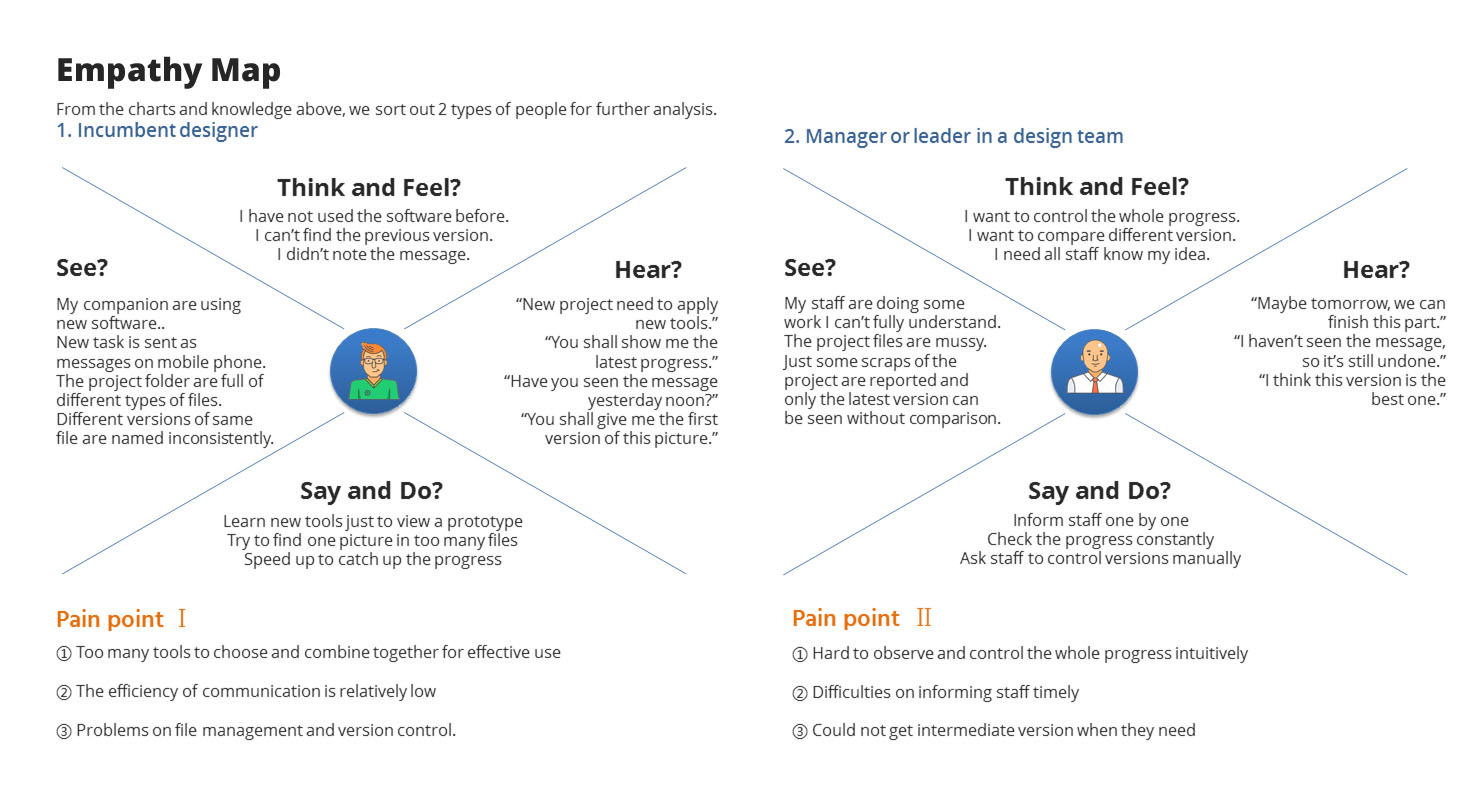 Empathy Map
From the charts and knowledge above, we sort out 2 types of people for further analysis.
1. Incumbent designer
Think and Feel?
I have not used the software before.
I can't find the previous version.
I didn't note the message.
See?
My companion are using
new software..
New task is sent as
messages on mobile phone.
The project folder are full of
different types of files.
Different versions of same
file are named inconsistently.
Hear?
“New project need to apply
new tools.”
“You shall show me the
latest progress.”
“Have you seen the message
yesterday noon?”
“You shall give me the first
version of this picture.”
Say and Do?
Learn new tools just to view a prototype
Try to find one picture in too many files
Speed up to catch up the progress
Pain point Ⅰ
① Too many tools to choose and combine together for effective use
② The efficiency of communication is relatively low
③ Problems on file management and version control.
2. Manager or leader in a design team
Think and Feel?
I want to control the whole progress.
I want to compare different version.
I need all staff know my idea.
See?
My staff are doing some
work I can't fully understand.
The project files are mussy.
Just some scraps of the
project are reported and
only the latest version can
be seen without comparison.
Hear?
“Maybe tomorrow, we can
finish this part.”
“I haven't seen the message,
so it's still undone.”
“I think this version is the
best one.”
Say and Do?
Inform staff one by one
Check the progress constantly
Ask staff to control versions manually
Pain point Ⅱ
① Hard to observe and control the whole progress intuitively
② Difficulties on informing staff timely
③ Could not get intermediate version when they need